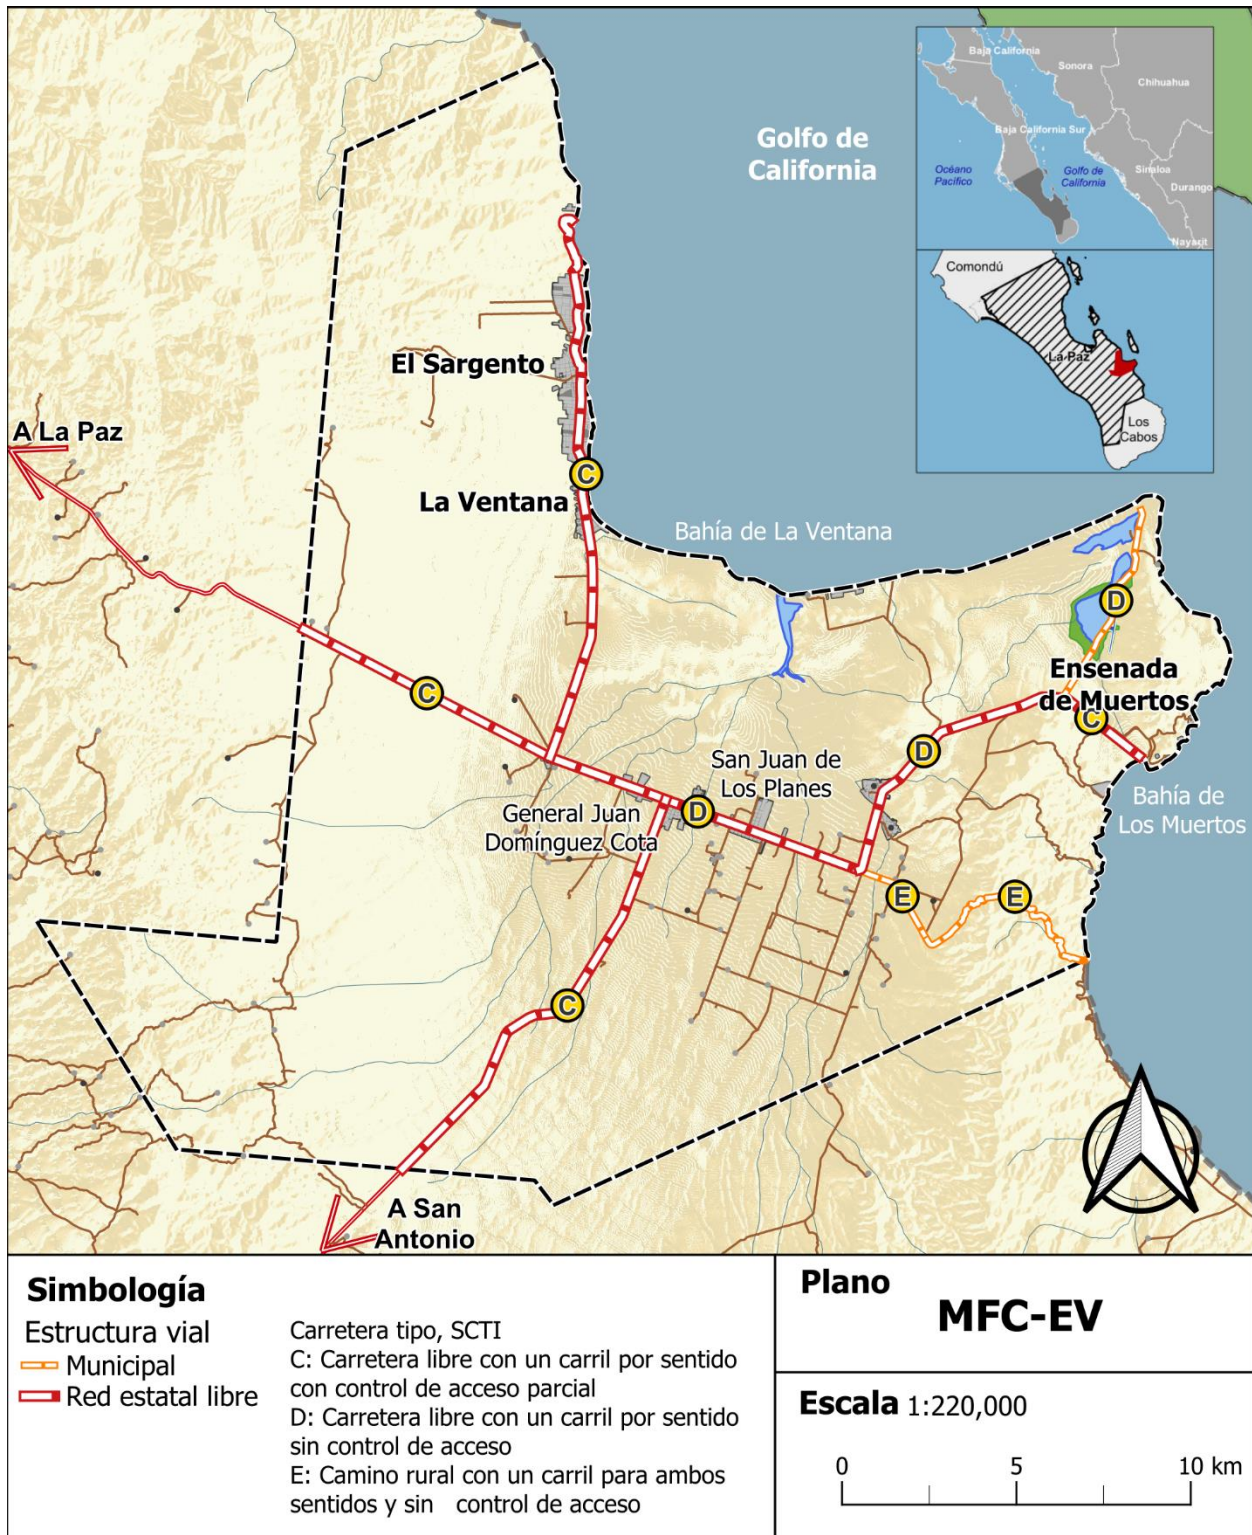 Golfo de
California
Baja California
Sonora
Chihuahua
Baja California Sur
Océano
Pacífico
Golfo de
California
Sinaloa
Durango
Nayarit
Comondú
La Paz
Los
Cabos
El Sargento
A La Paz
C
La Ventana
Bahía de La Ventana
D
Ensenada
de Muertos
C
C
D
San Juan de
Los Planes
General Juan
Domínguez Cota
D
Bahía de
Los Muertos
E
E
C
A San
Antonio
Simbología
Estructura vial
Municipal
Red estatal libre
Carretera tipo, SCTI
C: Carretera libre con un carril por sentido
con control de acceso parcial
D: Carretera libre con un carril por sentido
sin control de acceso
E: Camino rural con un carril para ambos
sentidos y sin control de acceso
Plano
MFC-EV
Escala 1:220,000
0 5 10 km